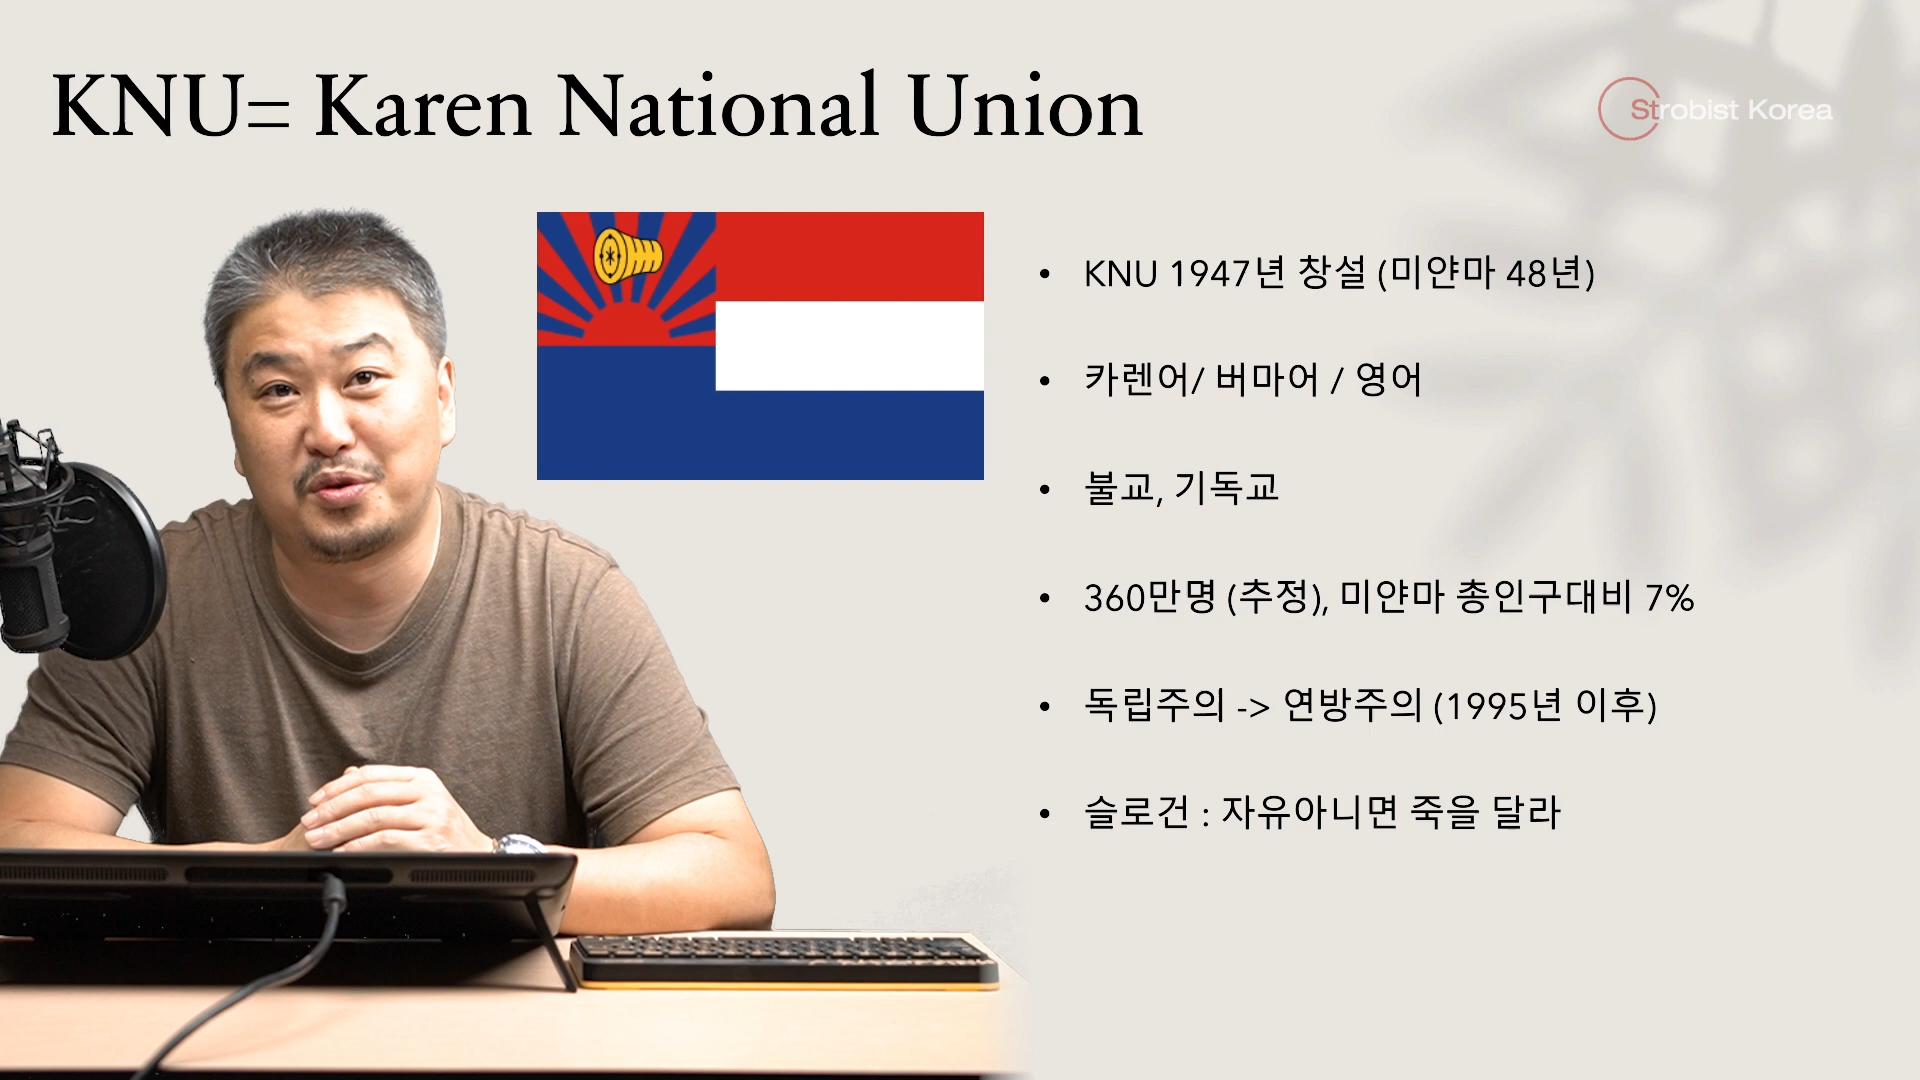 KNU= Karen National Union
Strobist Korea
• KNU 1947년 창설 (미얀마 48년)
• 카렌어/ 버마어 / 영어
• 불교, 기독교
• 360만명 (추정), 미얀마 총인구대비 7%
• 독립주의 -> 연방주의 (1995년 이후)
• 슬로건 : 자유아니면 죽을 달라